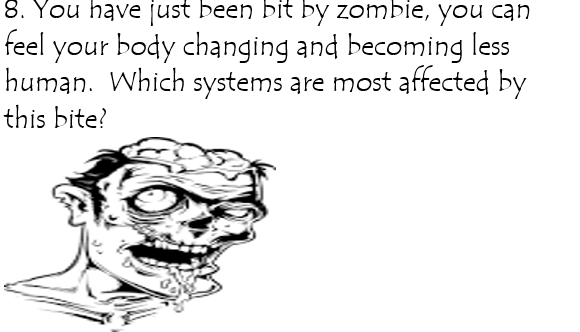 8. You have just been bit by zombie, you can
feel your body changing and becoming less
human. Which systems are most affected by
this bite?